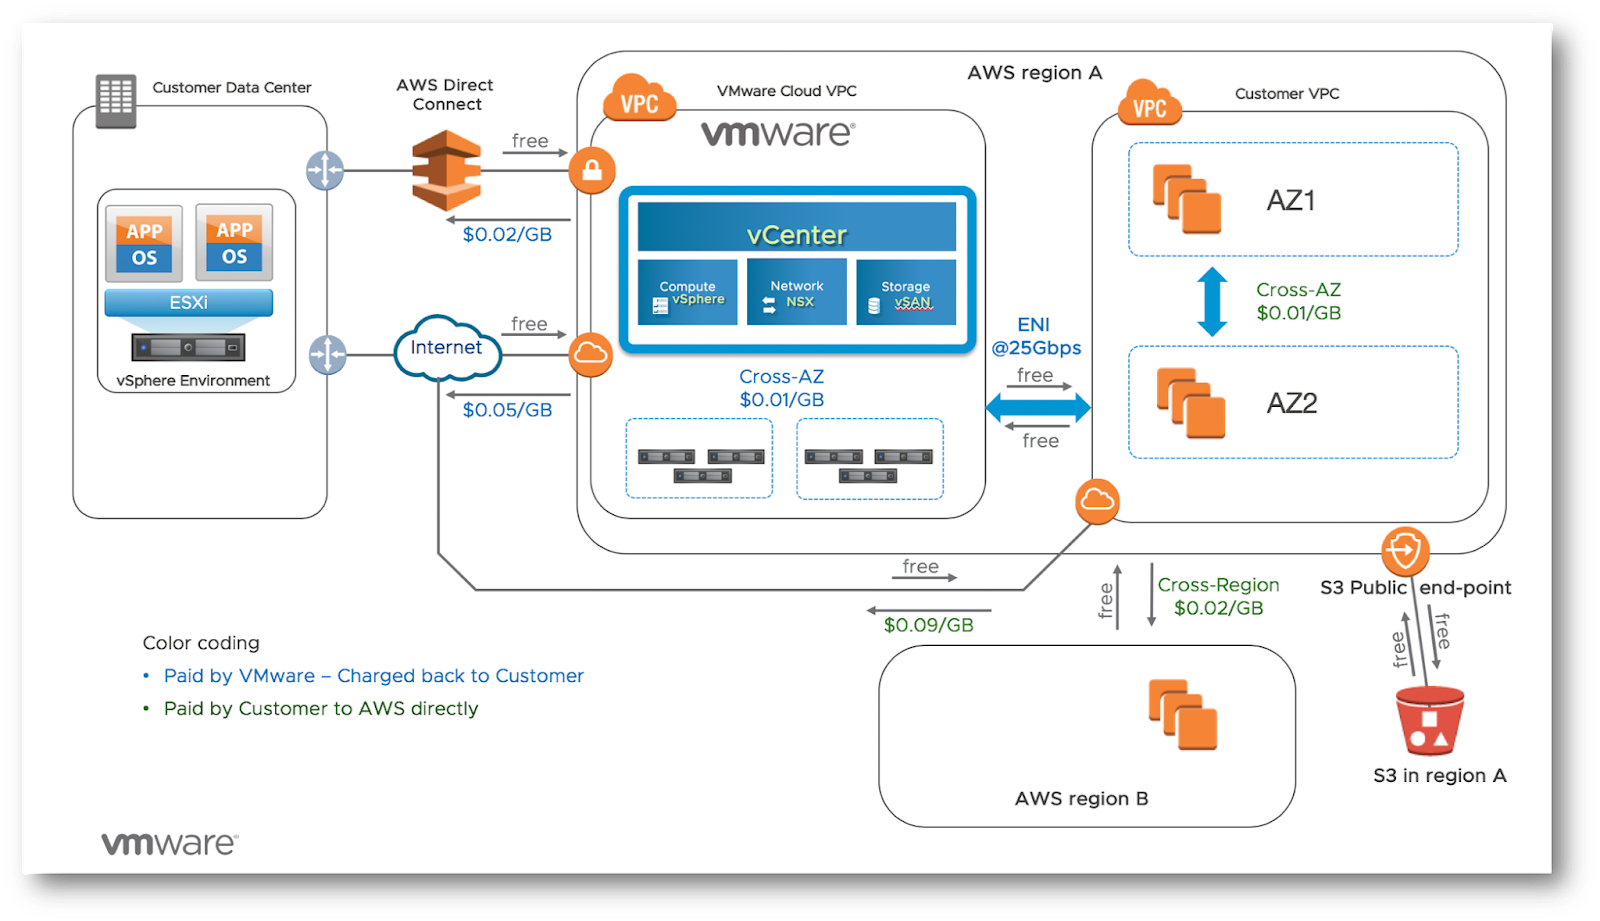 Customer Data Center
APP
OS
APP
OS
ESXi
vSphere Environment
AWS Direct
Connect
free
$0.02/GB
Internet
free
$0.05/GB
AWS region A
VPC
VMware Cloud VPC
vmware®
vCenter
Compute
vSphere
Network
NSX
Storage
vSAN
Cross-AZ
$0.01/GB
ENI
@25Gbps
free
free
VPC
Customer VPC
AZ1
Cross-AZ
$0.01/GB
AZ2
free
$0.09/GB
free
Cross-Region
$0.02/GB
S3 Public end-point
free
free
S3 in region A
AWS region B
Color coding
• Paid by VMware – Charged back to Customer
• Paid by Customer to AWS directly
vmware®